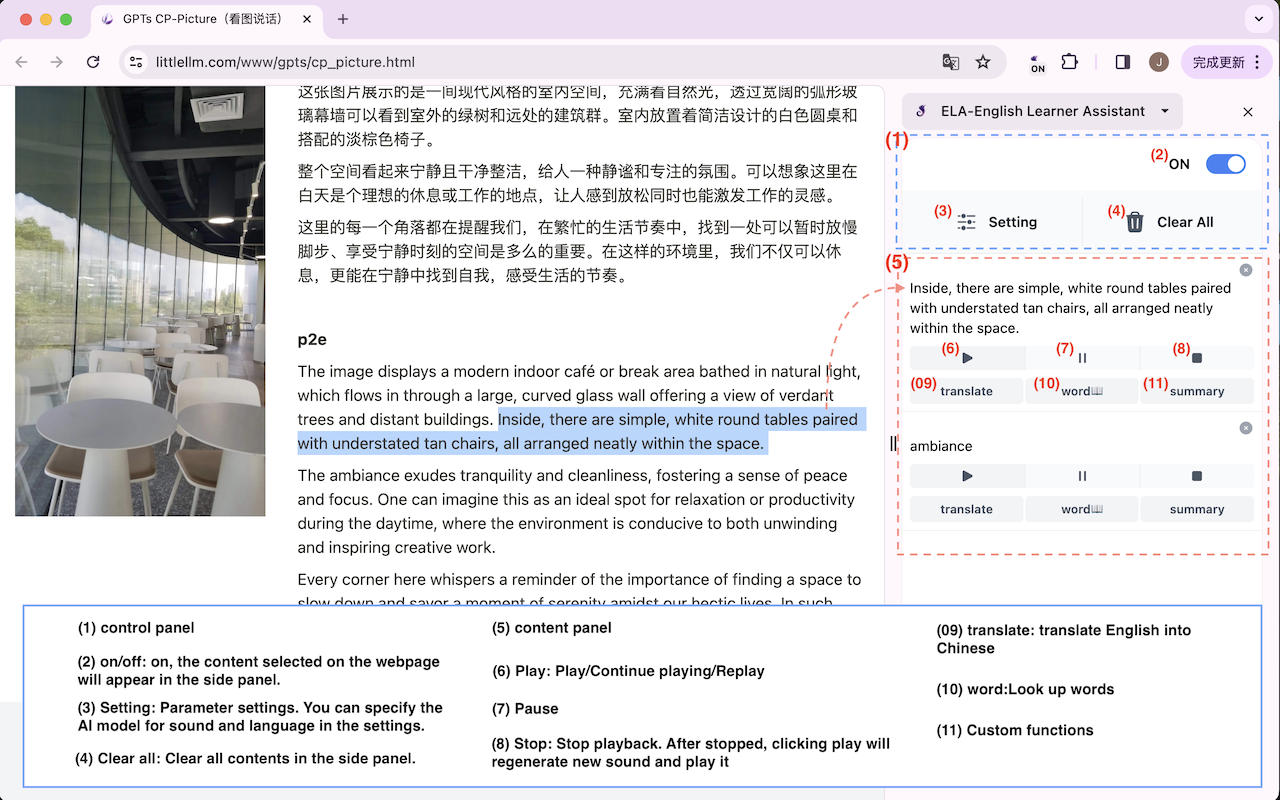 GPTs CP-Picture（看图说话）
littlellm.com/www/gpts/cp_picture.html
ON
J
完成更新
这张图片展示的是一间现代风格的室内空间，充满着自然光，透过宽阔的弧形玻
璃幕墙可以看到室外的绿树和远处的建筑群。室内放置着简洁设计的白色圆桌和
搭配的淡棕色椅子。
整个空间看起来宁静且干净整洁，给人一种静谧和专注的氛围。可以想象这里在
白天是个理想的休息或工作的地点，让人感到放松同时也能激发工作的灵感。
这里的每一个角落都在提醒我们，在繁忙的生活节奏中，找到一处可以暂时放慢
脚步、享受宁静时刻的空间是多么的重要。在这样的环境里，我们不仅可以休
息，更能在宁静中找到自我，感受生活的节奏。
p2e
The image displays a modern indoor café or break area bathed in natural light,
which flows in through a large, curved glass wall offering a view of verdant
trees and distant buildings. Inside, there are simple, white round tables paired
with understated tan chairs, all arranged neatly within the space.
The ambiance exudes tranquility and cleanliness, fostering a sense of peace
and focus. One can imagine this as an ideal spot for relaxation or productivity
during the daytime, where the environment is conducive to both unwinding
and inspiring creative work.
Every corner here whispers a reminder of the importance of finding a space to
slow down and savor a moment of serenity amidst our hectic lives. In such
ELA-English Learner Assistant
(1)
(2) ON
(3) Setting
(4) Clear All
(5)
Inside, there are simple, white round tables paired
with understated tan chairs, all arranged neatly
within the space.
(6) (7) (8)
(09) translate (10) word📖 (11) summary
ambiance
translate word📖 summary
(1) control panel
(2) on/off: on, the content selected on the webpage
will appear in the side panel.
(3) Setting: Parameter settings. You can specify the
AI model for sound and language in the settings.
(4) Clear all: Clear all contents in the side panel.
(5) content panel
(6) Play: Play/Continue playing/Replay
(7) Pause
(8) Stop: Stop playback. After stopped, clicking play will
regenerate new sound and play it
(09) translate: translate English into
Chinese
(10) word:Look up words
(11) Custom functions